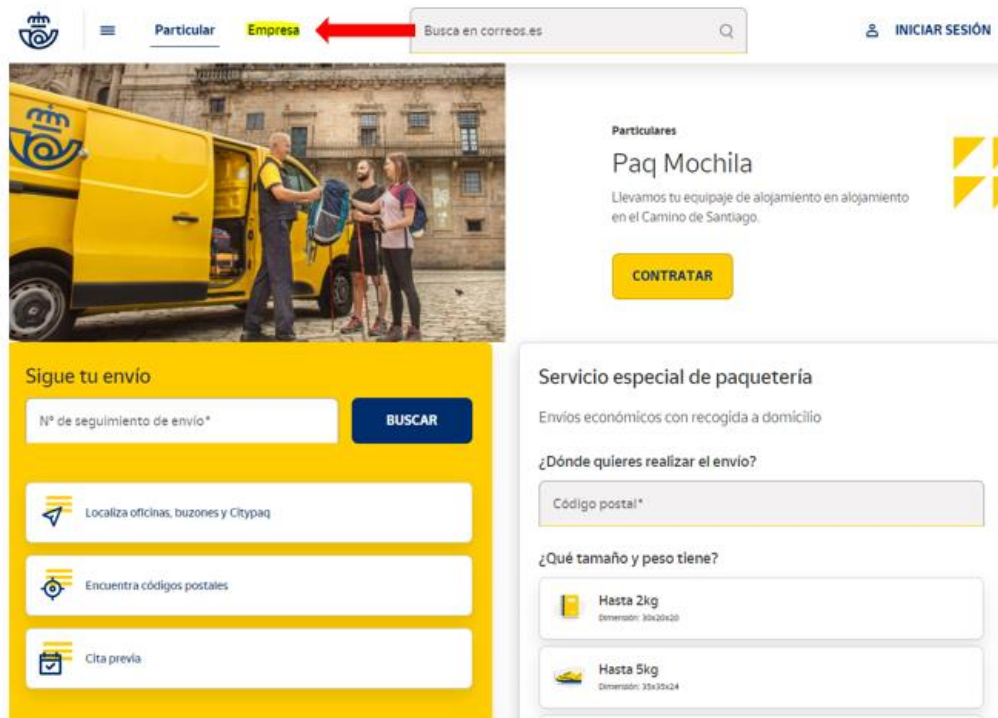 Particular
Empresa
Busca en correos.es
INICIAR SESIÓN
Particulares
Paq Mochila
Llevamos tu equipaje de alojamiento en alojamiento
en el Camino de Santiago.
CONTRATAR
Sigue tu envío
Nº de seguimiento de envío*
BUSCAR
Localiza oficinas, buzones y Citypaq
Encuentra códigos postales
Cita previa
Servicio especial de paquetería
Envíos económicos con recogida a domicilio
¿Dónde quieres realizar el envío?
Código postal*
¿Qué tamaño y peso tiene?
Hasta 2kg
Dimensión: 30x20x20
Hasta 5kg
Dimensión: 35x35x24